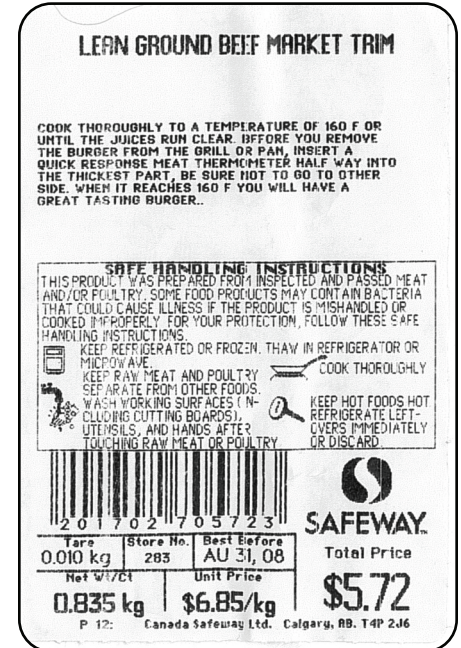 LEAN GROUND BEEF MARKET TRIM
COOK THOROUGHLY TO A TEMPERATURE OF 160 F OR
UNTIL THE JUICES RUN CLEAR. BEFORE YOU REMOVE
THE BURGER FROM THE GRILL OR PAN, INSERT A
QUICK RESPONSE MEAT THERMOMETER HALF WAY INTO
THE THICKEST PART, BE SURE NOT TO GO TO OTHER
SIDE. WHEN IT REACHES 160 F YOU WILL HAVE A
GREAT TASTING BURGER..
SAFE HANDLING INSTRUCTIONS
THIS PRODUCT WAS PREPARED FROM INSPECTED AND PASSED MEAT
AND/OR POULTRY. SOME FOOD PRODUCTS MAY CONTAIN BACTERIA
THAT COULD CAUSE ILLNESS IF THE PRODUCT IS MISHANDLED OR
COOKED IMPROPERLY. FOR YOUR PROTECTION, FOLLOW THESE SAFE
HANDLING INSTRUCTIONS.
KEEP REFRIGERATED OR FROZEN. THAW IN REFRIGERATOR OR
MICROWAVE.
KEEP RAW MEAT AND POULTRY
SEPARATE FROM OTHER FOODS.
WASH WORKING SURFACES (IN-
CLUDING CUTTING BOARDS),
UTENSILS, AND HANDS AFTER
TOUCHING RAW MEAT OR POULTRY.
COOK THOROUGHLY
KEEP HOT FOODS HOT
REFRIGERATE LEFT-
OVERS IMMEDIATELY
OR DISCARD
2 01702 705723
SAFEWAY
Tare
0.010 kg
Store No.
283
Best Before
AU 31, 08
Total Price
$5.72
Net Wt/Ct
0.835 kg
Unit Price
$6.85/kg
P 12: Canada Safeway Ltd. Calgary, AB. T4P 2J6